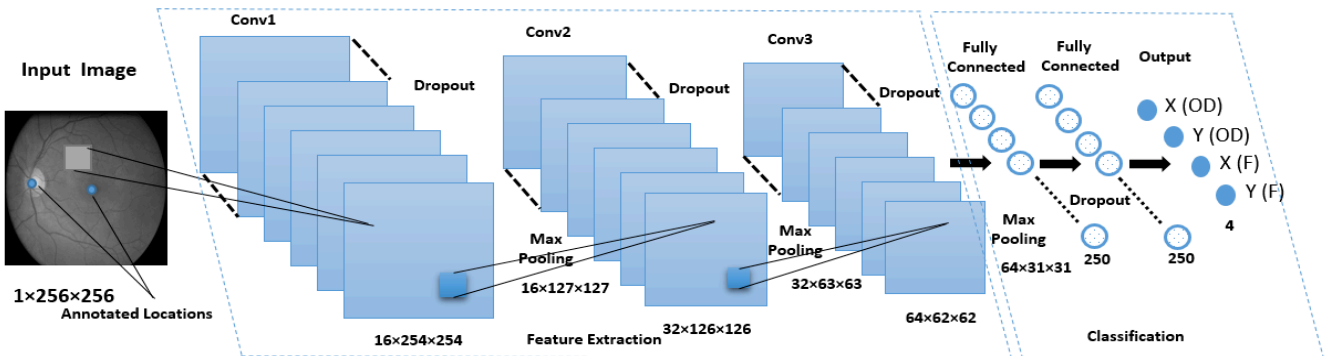 Input Image
1×256×256
Annotated Locations
Conv1
Dropout
16×254×254
Max
Pooling
16×127×127
Conv2
Dropout
32×126×126
Max
Pooling
32×63×63
Conv3
Dropout
64×62×62
Feature Extraction
Max
Pooling
64×31×31
Fully
Connected
Fully
Connected
Dropout
250
250
Output
X (OD)
Y (OD)
X (F)
Y (F)
4
Classification